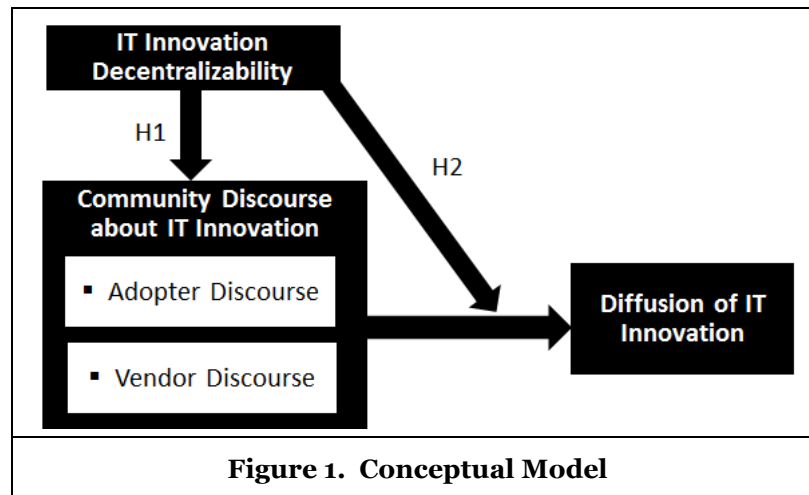 IT Innovation
Decentralizability
H1
H2
Community Discourse
about IT Innovation
▪ Adopter Discourse
▪ Vendor Discourse
Diffusion of IT
Innovation
Figure 1. Conceptual Model